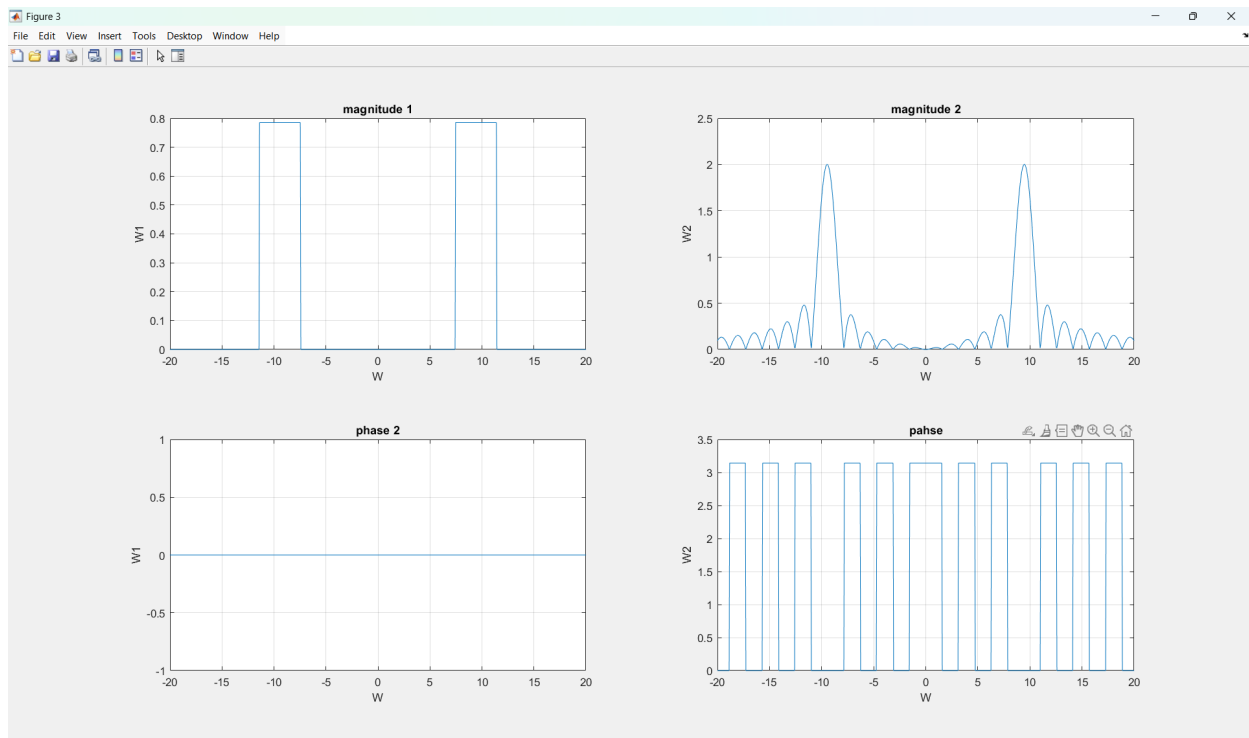 Figure 3
File Edit View Insert Tools Desktop Window Help
magnitude 1
0.8
0.7
0.6
0.5
0.4
0.3
0.2
0.1
0
W1
-20 -15 -10 -5 0 5 10 15 20
W
magnitude 2
2.5
2
1.5
1
0.5
0
W2
-20 -15 -10 -5 0 5 10 15 20
W
phase 2
1
0.5
0
-0.5
-1
W1
-20 -15 -10 -5 0 5 10 15 20
W
pahse
3.5
3
2.5
2
1.5
1
0.5
0
W2
-20 -15 -10 -5 0 5 10 15 20
W